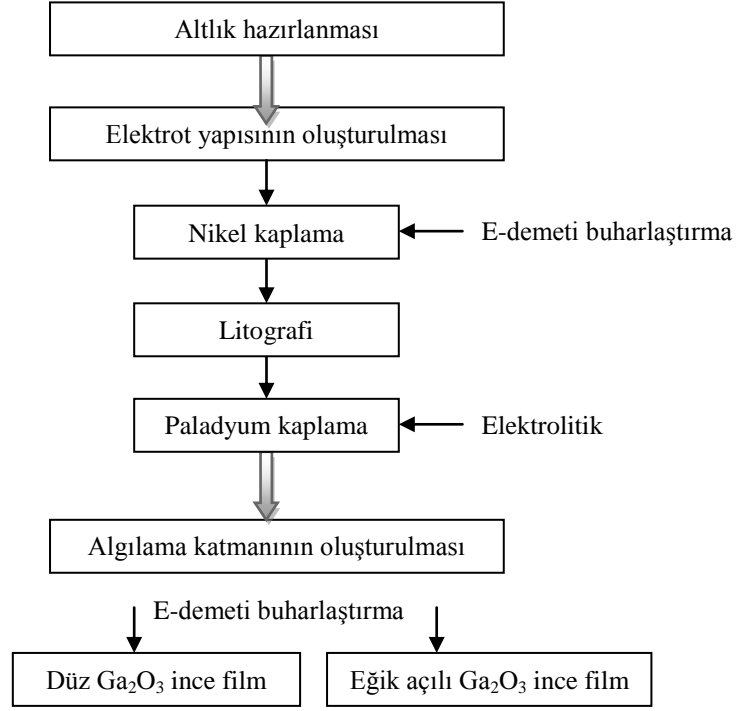 Altlık hazırlanması
Elektrot yapısının oluşturulması
Nikel kaplama
E-demeti buharlaştırma
Litografi
Paladyum kaplama
Elektrolitik
Algılama katmanının oluşturulması
E-demeti buharlaştırma
Düz Ga₂O₃ ince film
Eğik açılı Ga₂O₃ ince film